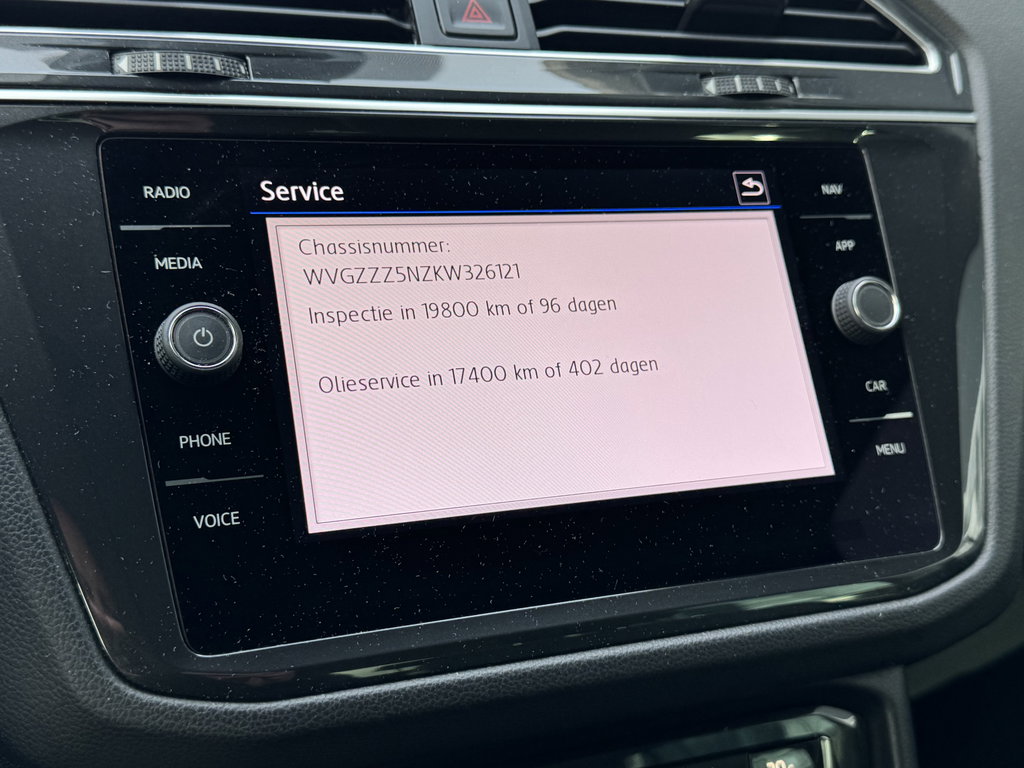 RADIO
Service
NAV
MEDIA
APP
Chassisnummer:
WVGZZZ5NZKW326121
Inspectie in 19800 km of 96 dagen
Olieservice in 17400 km of 402 dagen
CAR
PHONE
MENU
VOICE